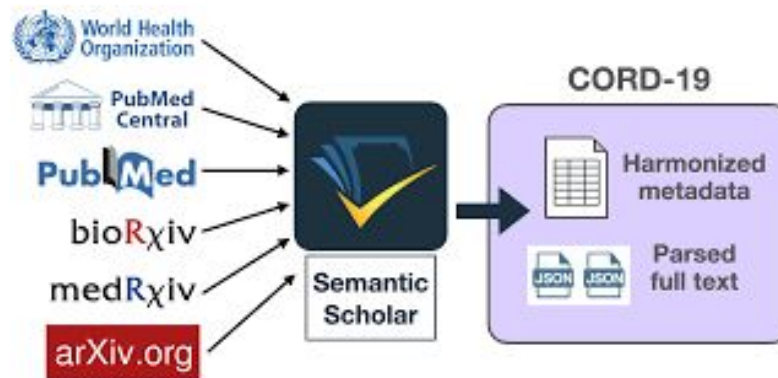 World Health
Organization
PubMed
Central
PubMed
bioRχiv
medRχiv
arXiv.org
Semantic
Scholar
CORD-19
Harmonized
metadata
JSON JSON
Parsed
full text